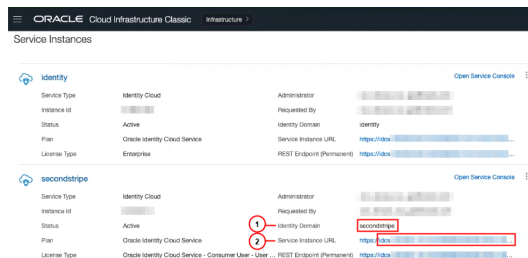 ORACLE Cloud Infrastructure Classic Infrastructure >
Service Instances
identity Open Service Console
Service Type Identity Cloud Administrator
Instance Id Requested By
Status Active Identity Domain identity
Plan Oracle Identity Cloud Service Service Instance URL https://idcs ...
License Type Enterprise REST Endpoint (Permanent) https://idcs ...
secondstripe Open Service Console
Service Type Identity Cloud Administrator
Instance Id Requested By
Status Active 1 Identity Domain secondstripe
Plan Oracle Identity Cloud Service 2 Service Instance URL https://idcs ...
License Type Oracle Identity Cloud Service - Consumer User - User ... REST Endpoint (Permanent) https://idcs ...